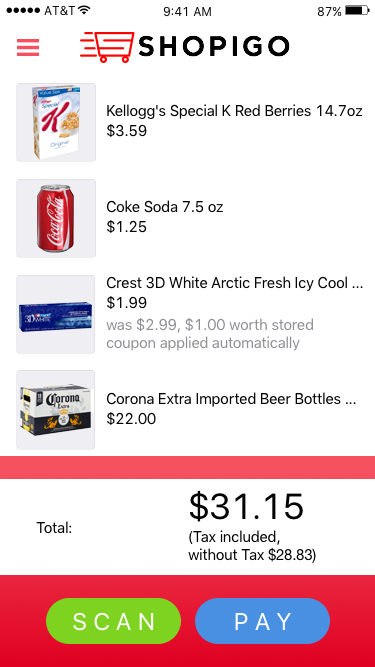 AT&T 9:41 AM 87%
SHOPIGO
Kellogg's Special K Red Berries 14.7oz
$3.59
Special
K
Original
Coke Soda 7.5 oz
$1.25
Coca-Cola
Crest 3D White Arctic Fresh Icy Cool ...
$1.99
was $2.99, $1.00 worth stored
coupon applied automatically
3D WHITE
Corona Extra Imported Beer Bottles ...
$22.00
Corona
Extra
Total:
$31.15
(Tax included,
without Tax $28.83)
SCAN
PAY